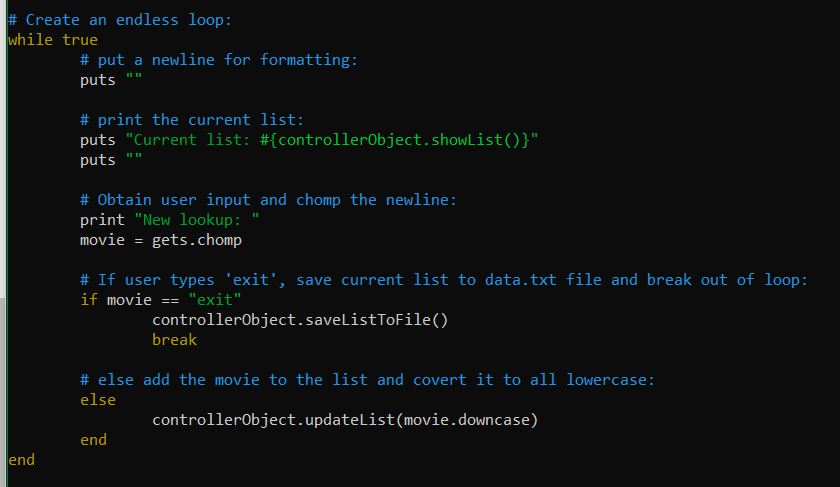 # Create an endless loop:
while true
        # put a newline for formatting:
        puts ""

        # print the current list:
        puts "Current list: #{controllerObject.showList()}"
        puts ""

        # Obtain user input and chomp the newline:
        print "New lookup: "
        movie = gets.chomp

        # If user types 'exit', save current list to data.txt file and break out of loop:
        if movie == "exit"
                controllerObject.saveListToFile()
                break

        # else add the movie to the list and covert it to all lowercase:
        else
                controllerObject.updateList(movie.downcase)
        end
end